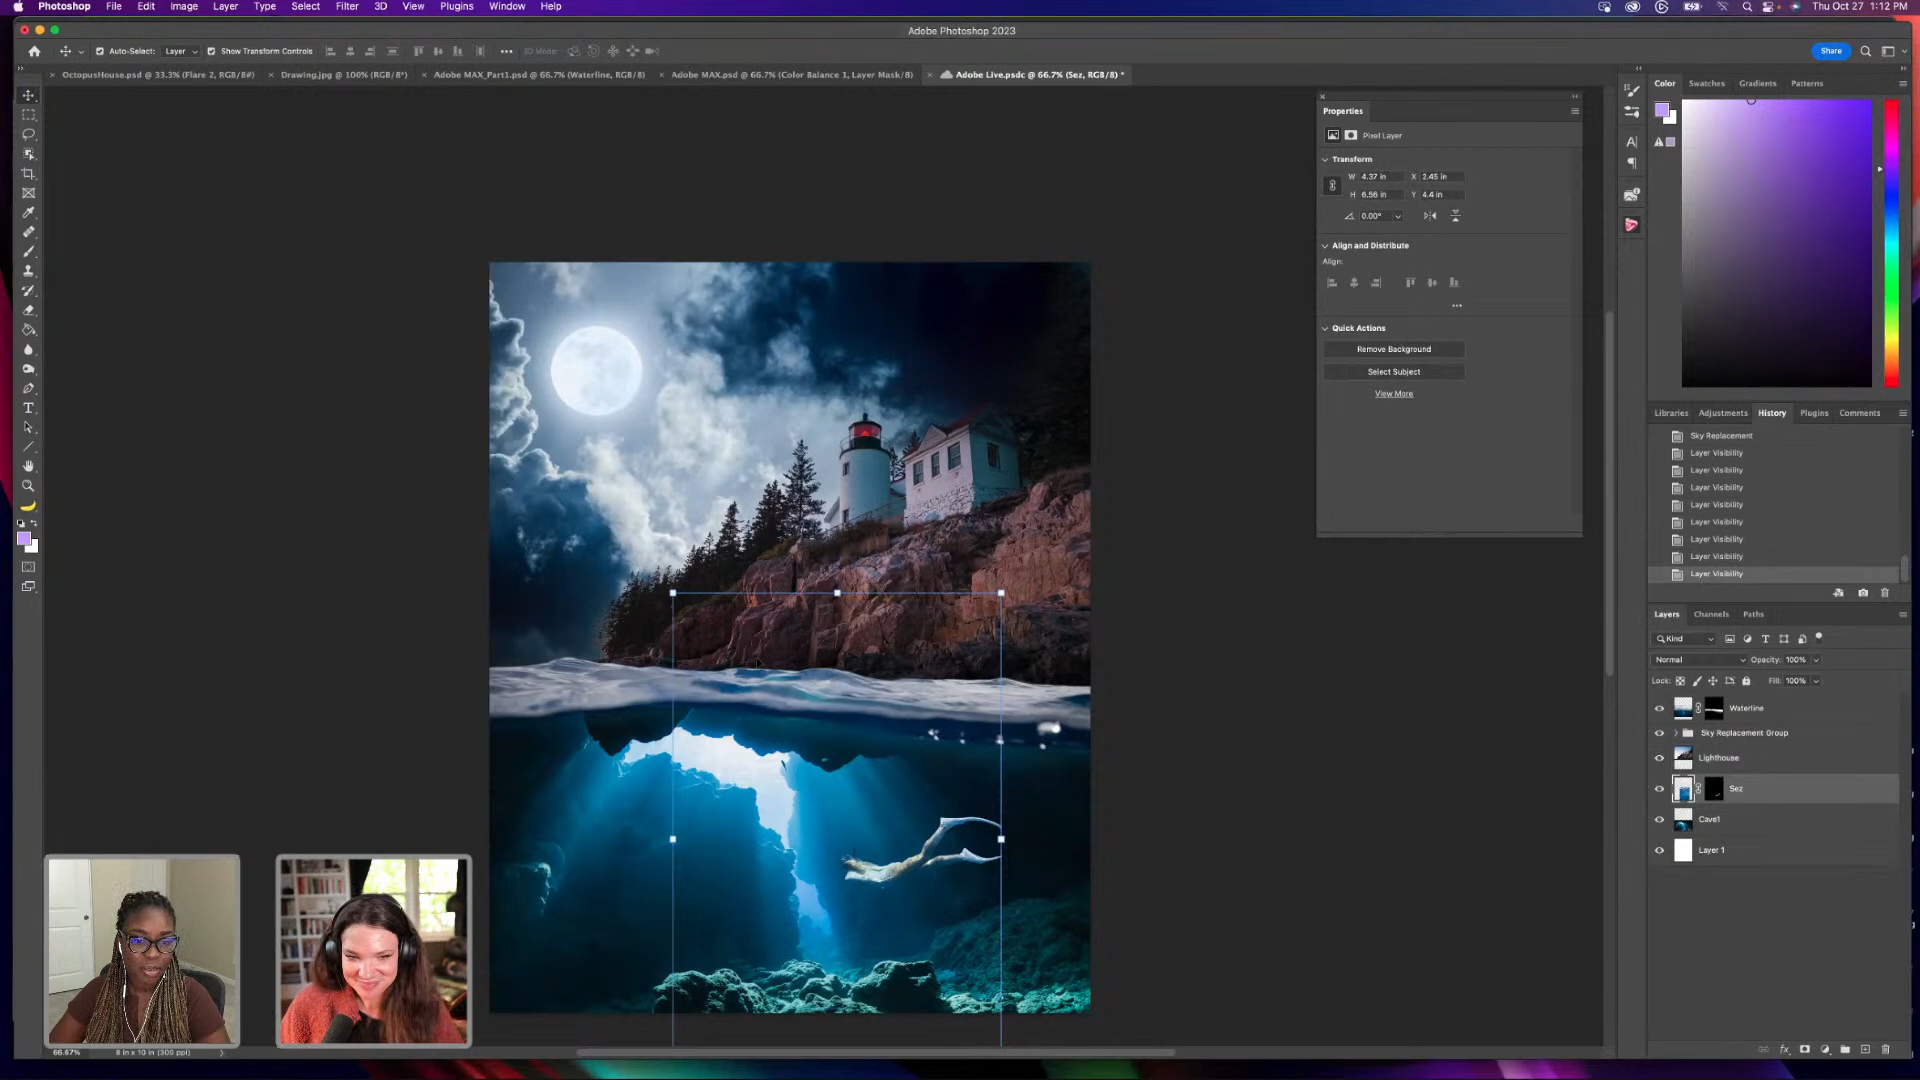 Photoshop File Edit Image Layer Type Select Filter 3D View Plugins Window Help Thu Oct 27 1:12 PM
Adobe Photoshop 2023
Auto-Select: Layer Show Transform Controls 3D Mode: Share
OctopusHouse.psd @ 33.3% (Flare 2, RGB/8#) Drawing.jpg @ 100% (RGB/8*) Adobe MAX_Part1.psd @ 66.7% (Waterline, RGB/8) Adobe MAX.psd @ 66.7% (Color Balance 1, Layer Mask/8) Adobe Live.psdc @ 66.7% (Sez, RGB/8) *
Properties
Pixel Layer
Transform
W 4.37 in X 2.45 in
H 6.56 in Y 4.4 in
0.00°
Align and Distribute
Align:
Quick Actions
Remove Background
Select Subject
View More
Color Swatches Gradients Patterns
Libraries Adjustments History Plugins Comments
Sky Replacement
Layer Visibility
Layer Visibility
Layer Visibility
Layer Visibility
Layer Visibility
Layer Visibility
Layer Visibility
Layer Visibility
Layers Channels Paths
Kind
Normal Opacity: 100%
Lock: Fill: 100%
Waterline
Sky Replacement Group
Lighthouse
Sez
Cave1
Layer 1
fx
66.67% 8 in x 10 in (300 ppi)